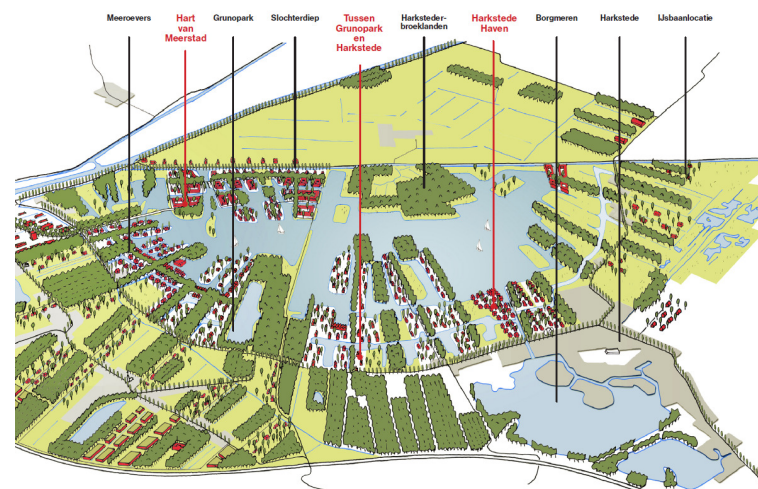 Meeroevers
Hart
van
Meerstad
Grunopark
Slochterdiep
Tussen
Grunopark
en
Harkstede
Harksteder-
broeklanden
Harkstede
Haven
Borgmeren
Harkstede
IJsbaanlocatie